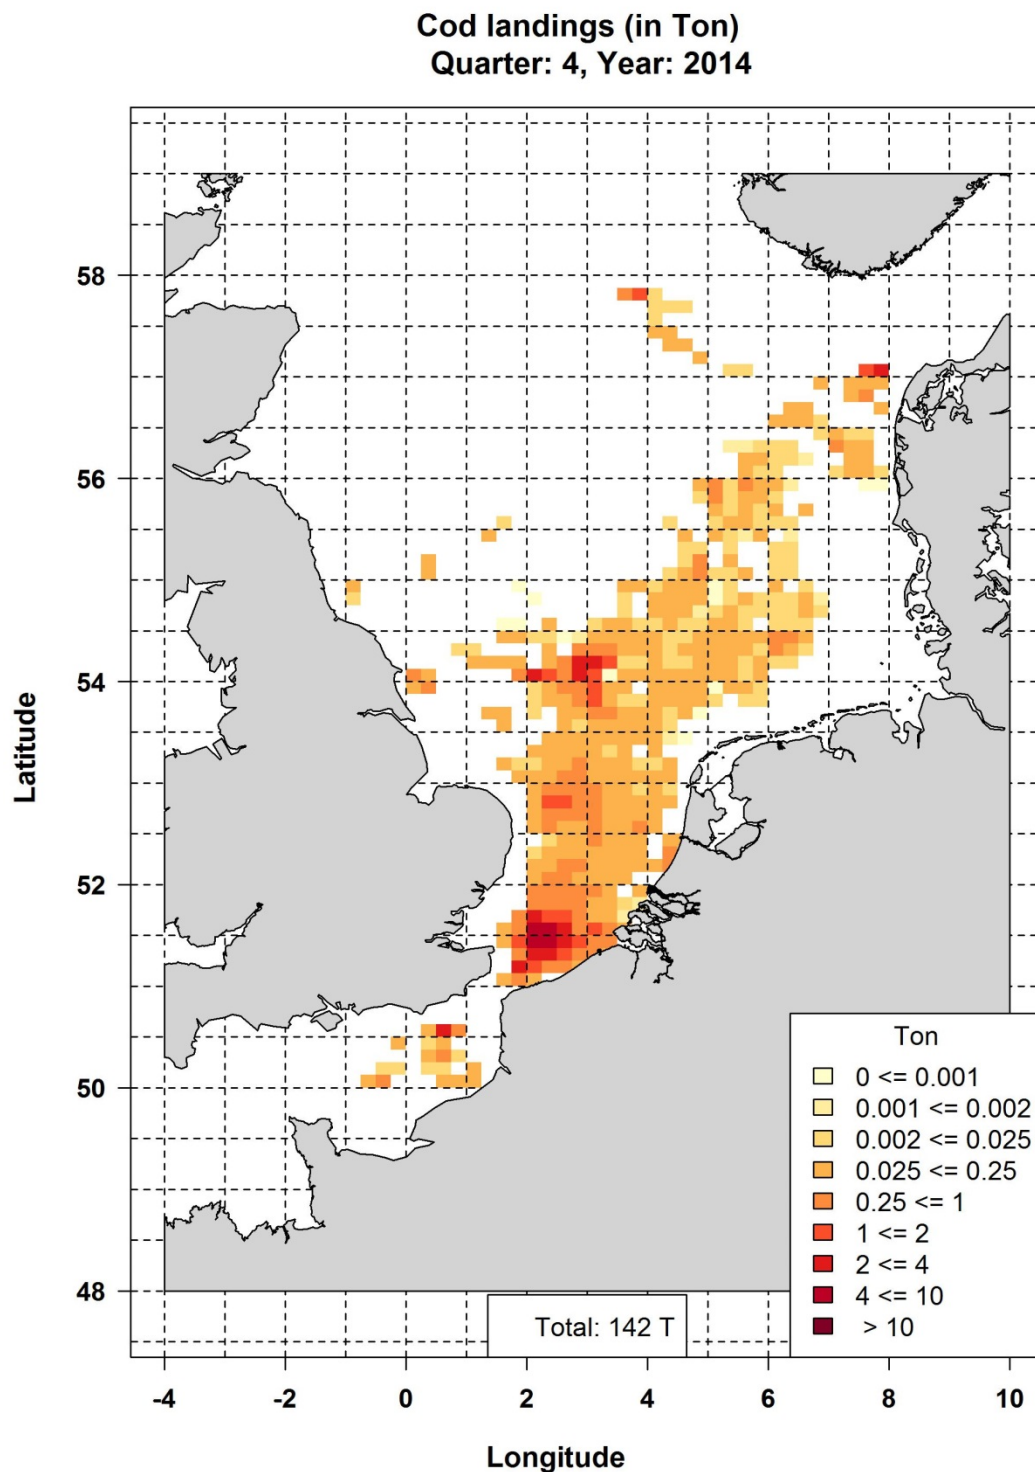 Cod landings (in Ton)
Quarter: 4, Year: 2014
Latitude
58
56
54
52
50
48
Ton
0 <= 0.001
0.001 <= 0.002
0.002 <= 0.025
0.025 <= 0.25
0.25 <= 1
1 <= 2
2 <= 4
4 <= 10
> 10
Total: 142 T
-4 -2 0 2 4 6 8 10
Longitude